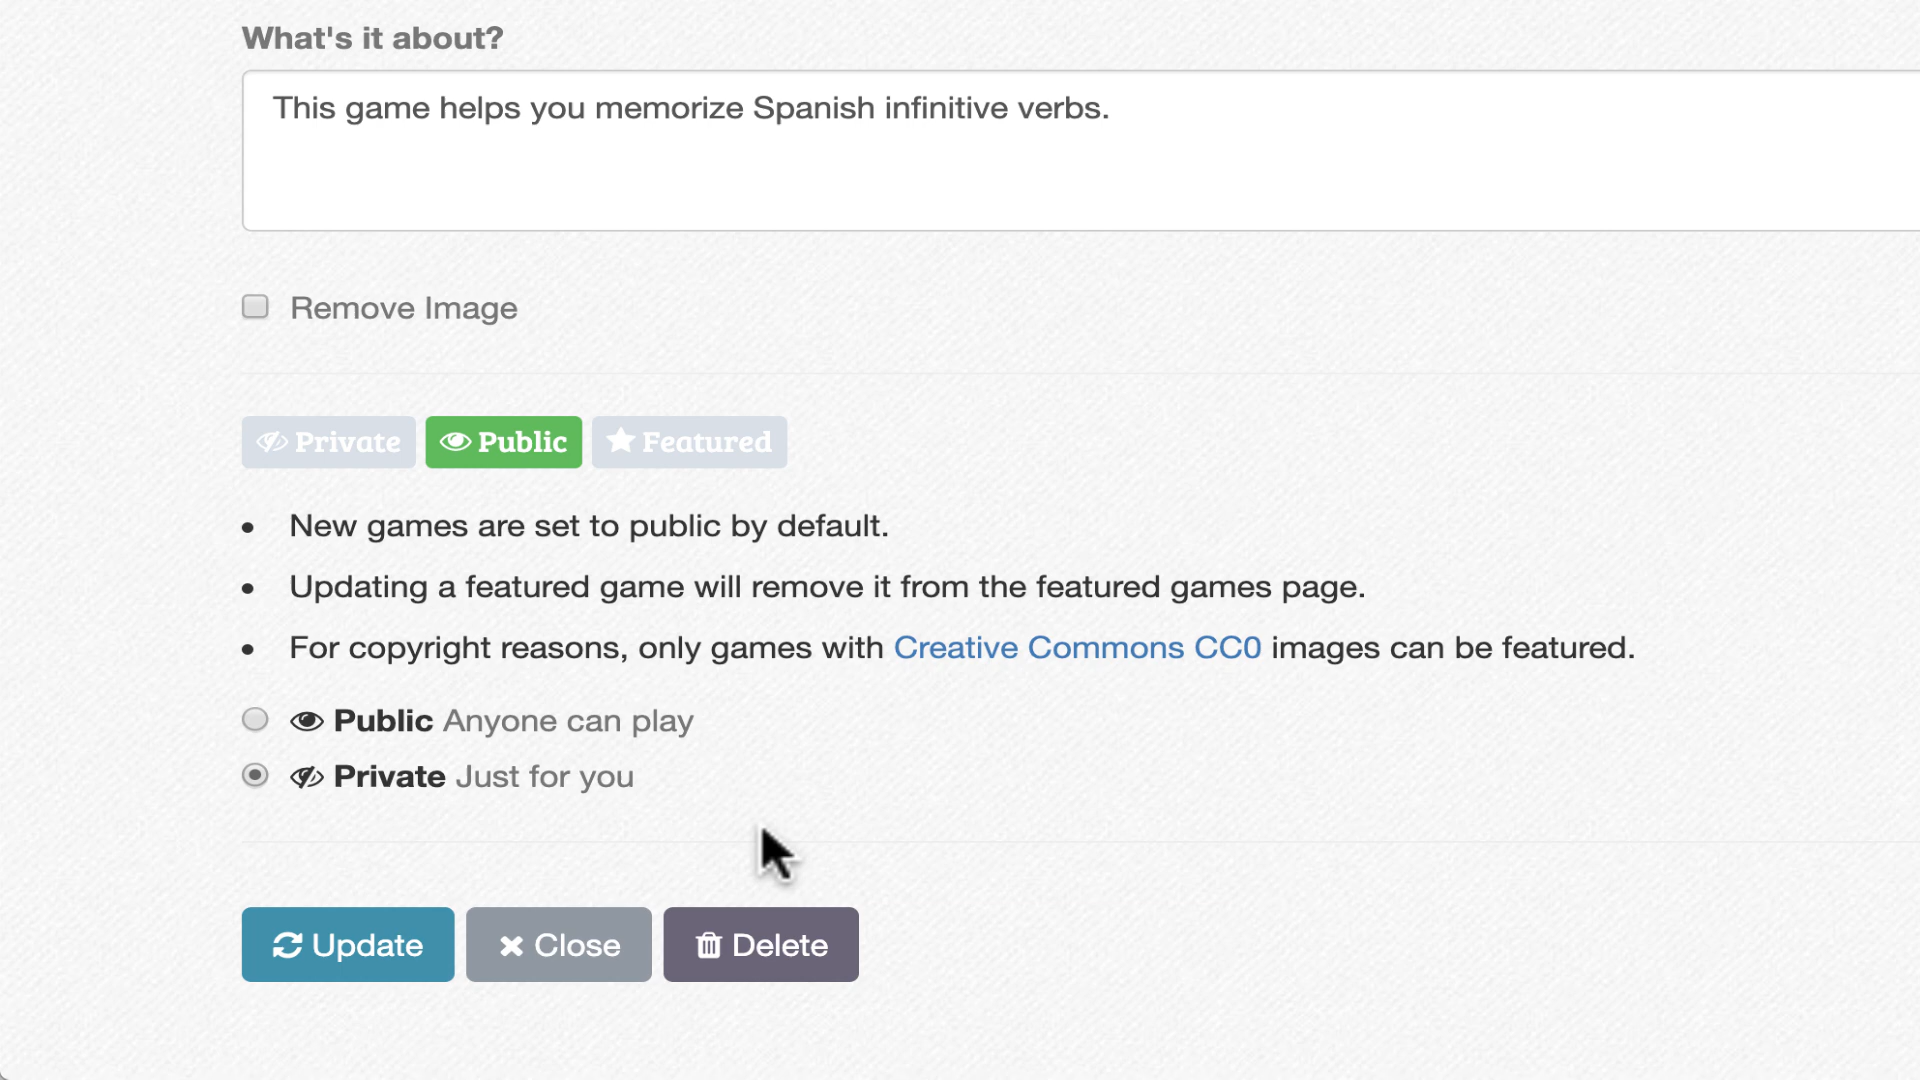 What's it about?
This game helps you memorize Spanish infinitive verbs.
Remove Image
Private Public Featured
New games are set to public by default.
Updating a featured game will remove it from the featured games page.
For copyright reasons, only games with Creative Commons CC0 images can be featured.
Public Anyone can play
Private Just for you
Update Close Delete